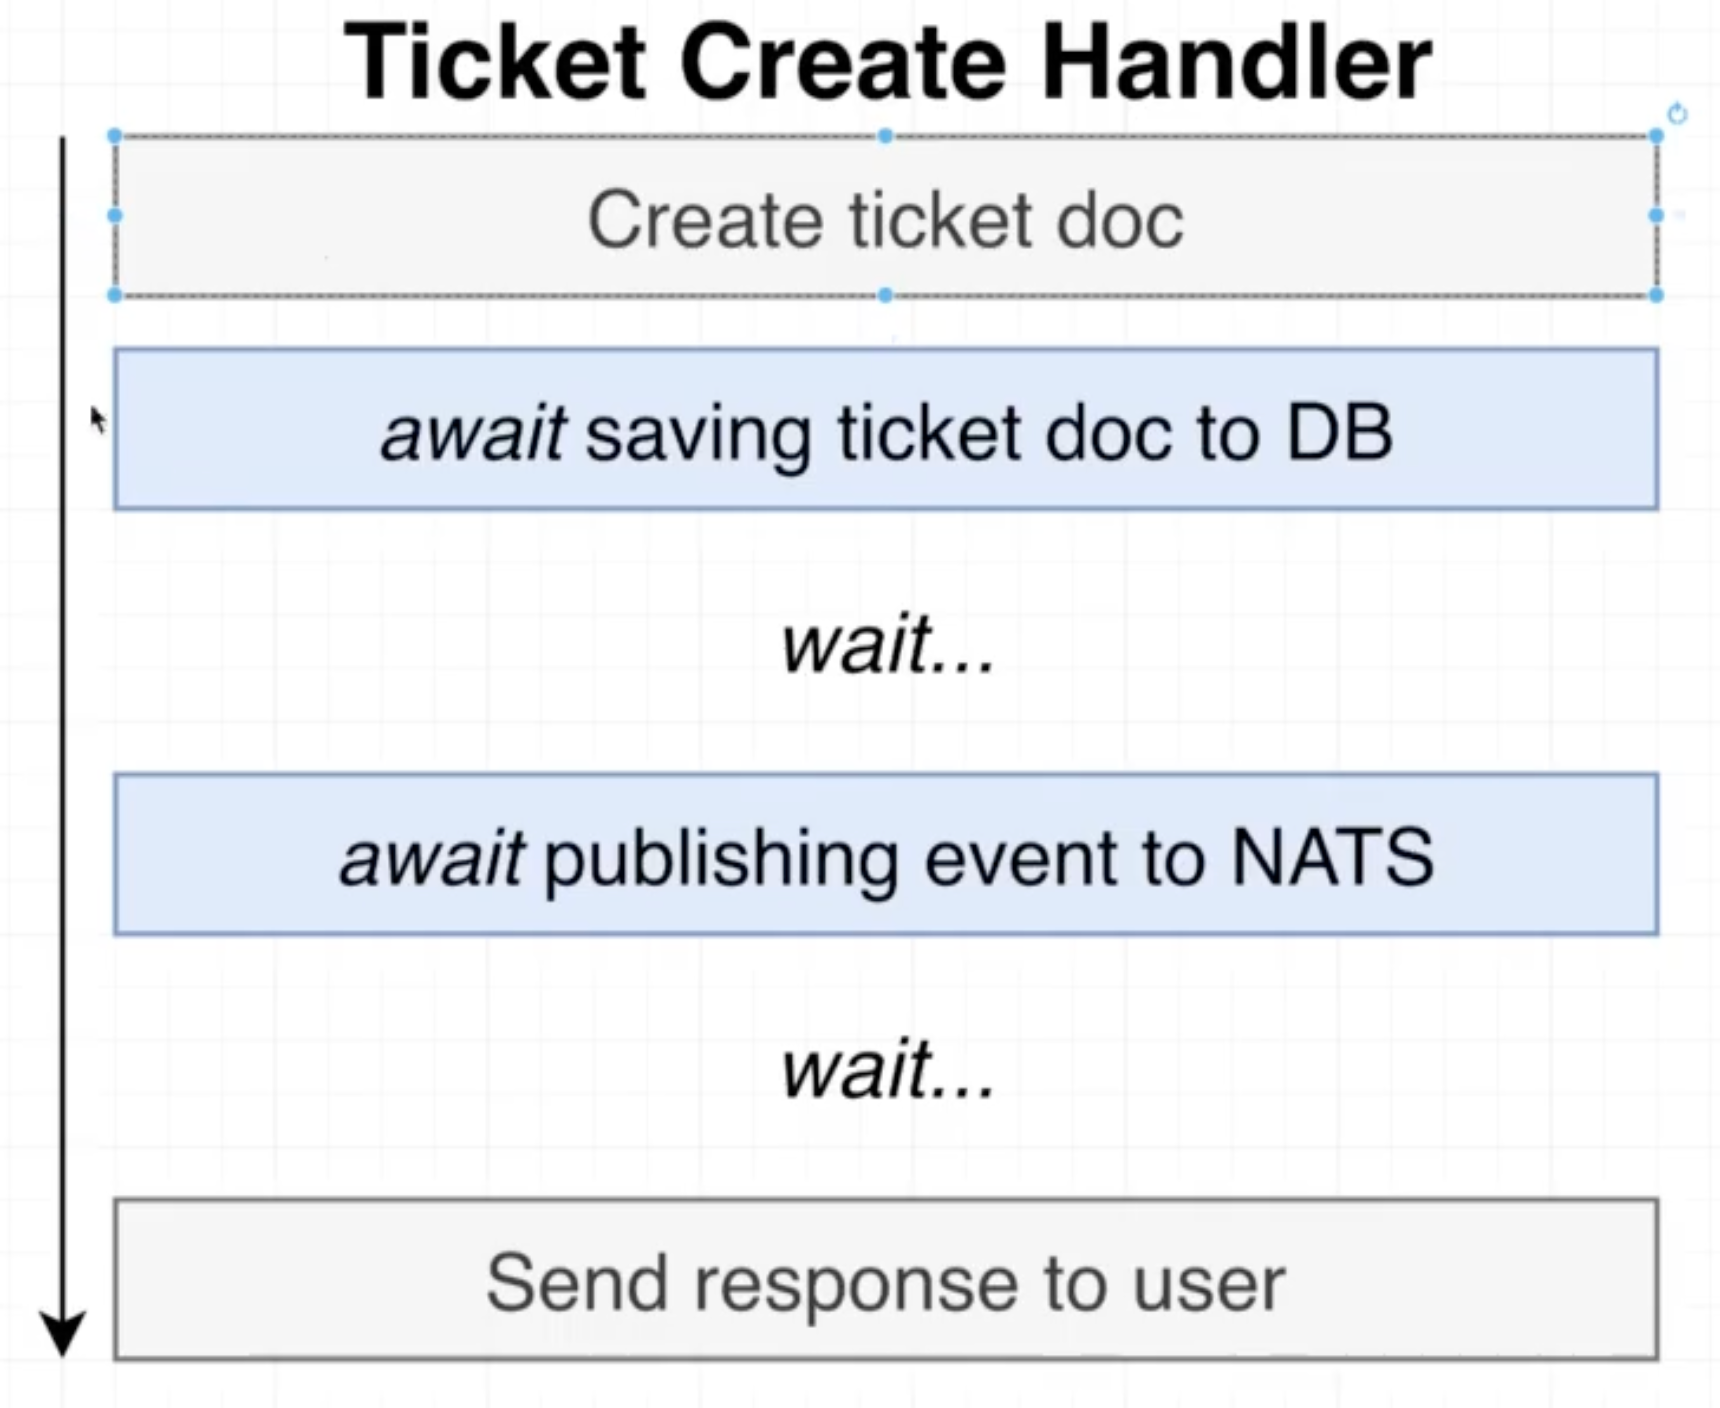 Ticket Create Handler
Create ticket doc
await saving ticket doc to DB
wait...
await publishing event to NATS
wait...
Send response to user